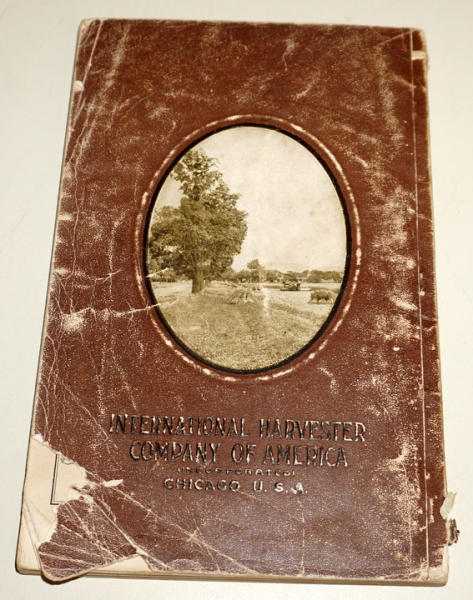 INTERNATIONAL HARVESTER
COMPANY OF AMERICA
(INCORPORATED)
CHICAGO U. S. A.